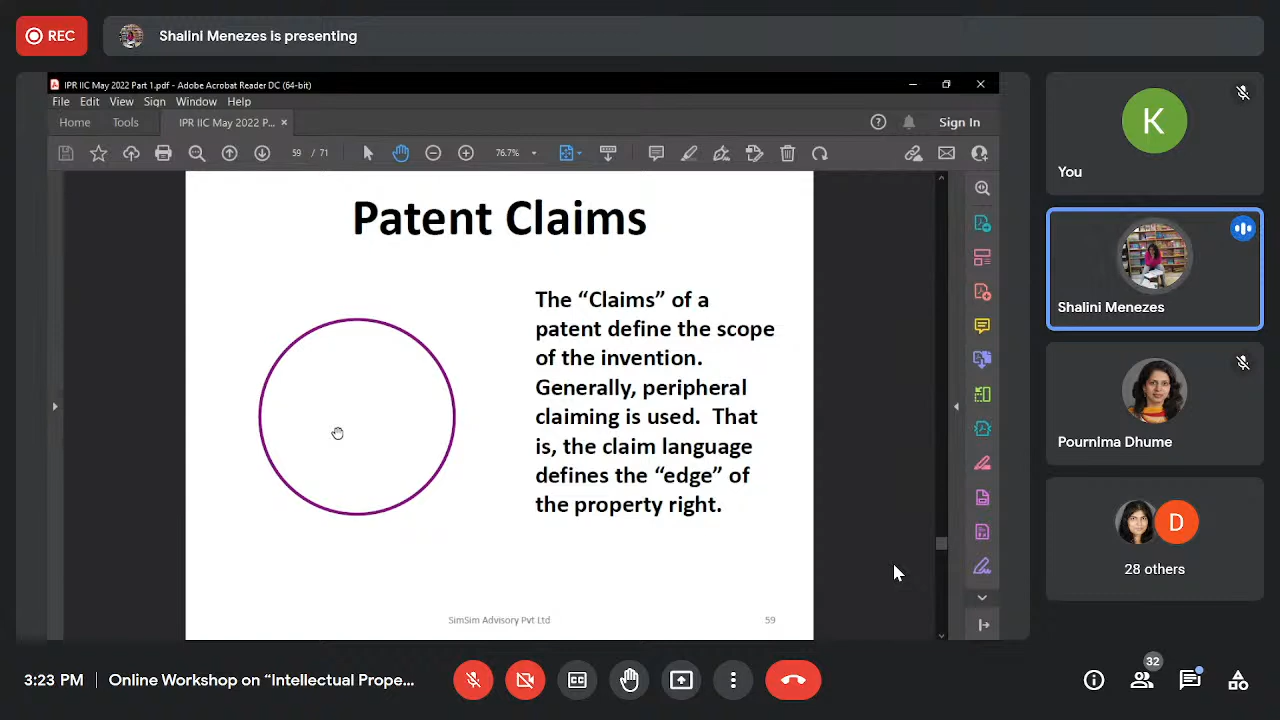 REC
Shalini Menezes is presenting
IPR IIC May 2022 Part 1.pdf - Adobe Acrobat Reader DC (64-bit)
File Edit View Sign Window Help
Home Tools IPR IIC May 2022 P... × Sign In
59 / 71 76.7%
Patent Claims
The “Claims” of a
patent define the scope
of the invention.
Generally, peripheral
claiming is used. That
is, the claim language
defines the “edge” of
the property right.
SimSim Advisory Pvt Ltd 59
K
You
Shalini Menezes
Pournima Dhume
D
28 others
3:23 PM Online Workshop on “Intellectual Prope...
CC
32